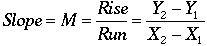 Slope = M = Rise / Run = Y₂ − Y₁ / X₂ − X₁